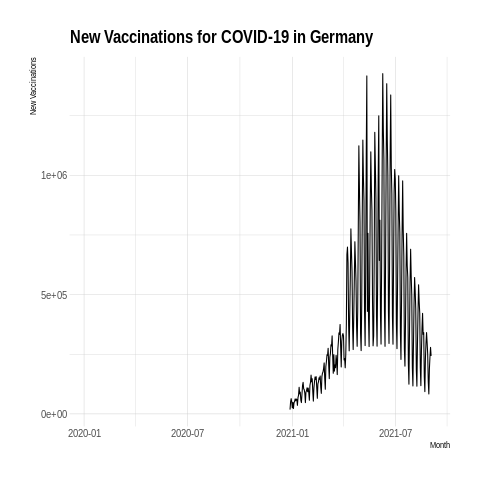 New Vaccinations for COVID-19 in Germany
New Vaccinations
1e+06
5e+05
0e+00
2020-01
2020-07
2021-01
2021-07
Month